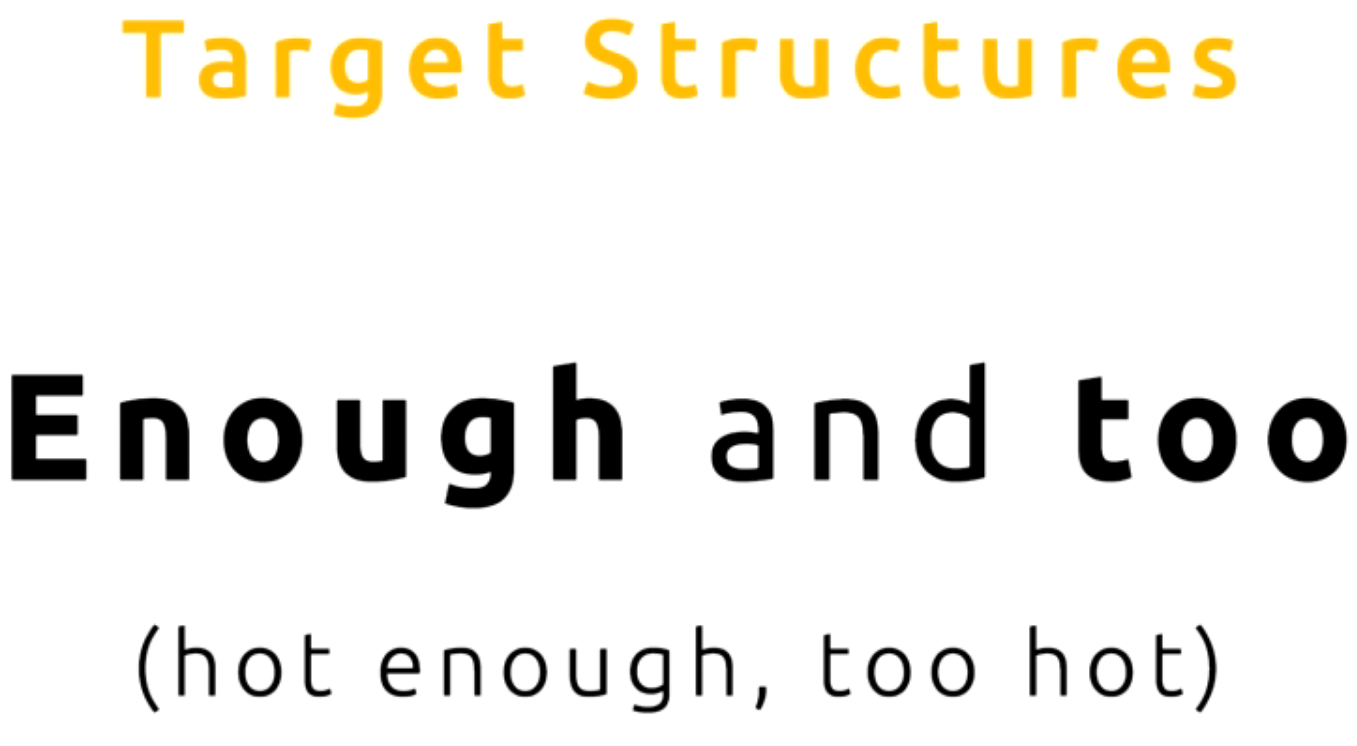 Target Structures
Enough and too
(hot enough, too hot)